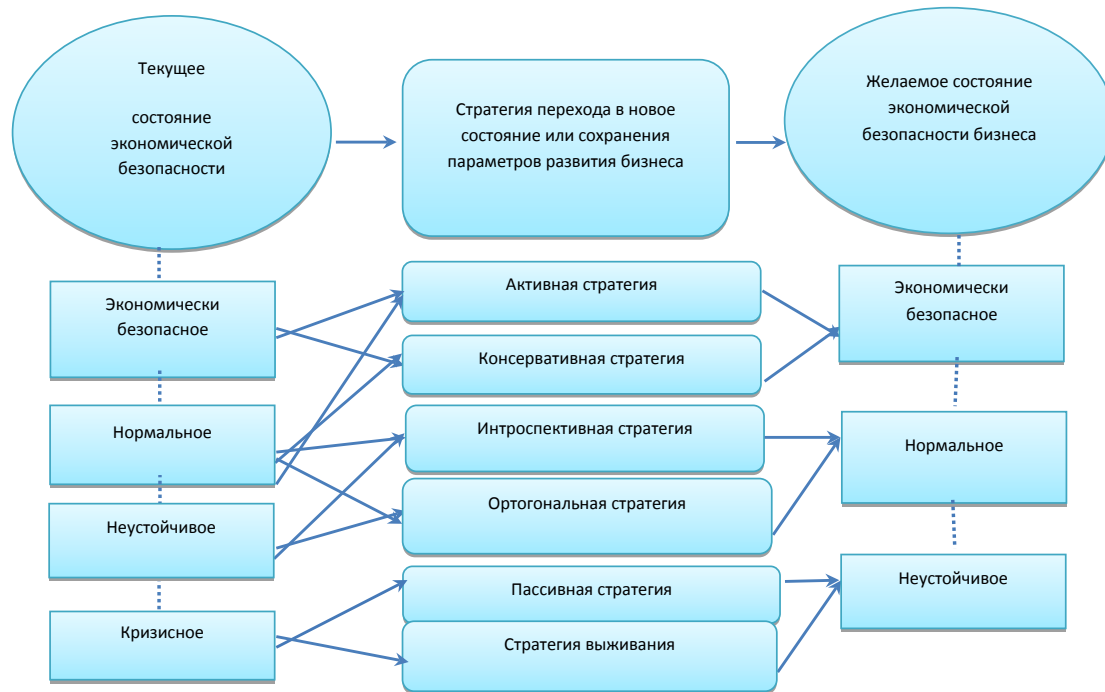 Текущее
состояние
экономической
безопасности
Стратегия перехода в новое
состояние или сохранения
параметров развития бизнеса
Желаемое состояние
экономической
безопасности бизнеса
Экономически
безопасное
Нормальное
Неустойчивое
Кризисное
Активная стратегия
Консервативная стратегия
Интроспективная стратегия
Ортогональная стратегия
Пассивная стратегия
Стратегия выживания
Экономически
безопасное
Нормальное
Неустойчивое